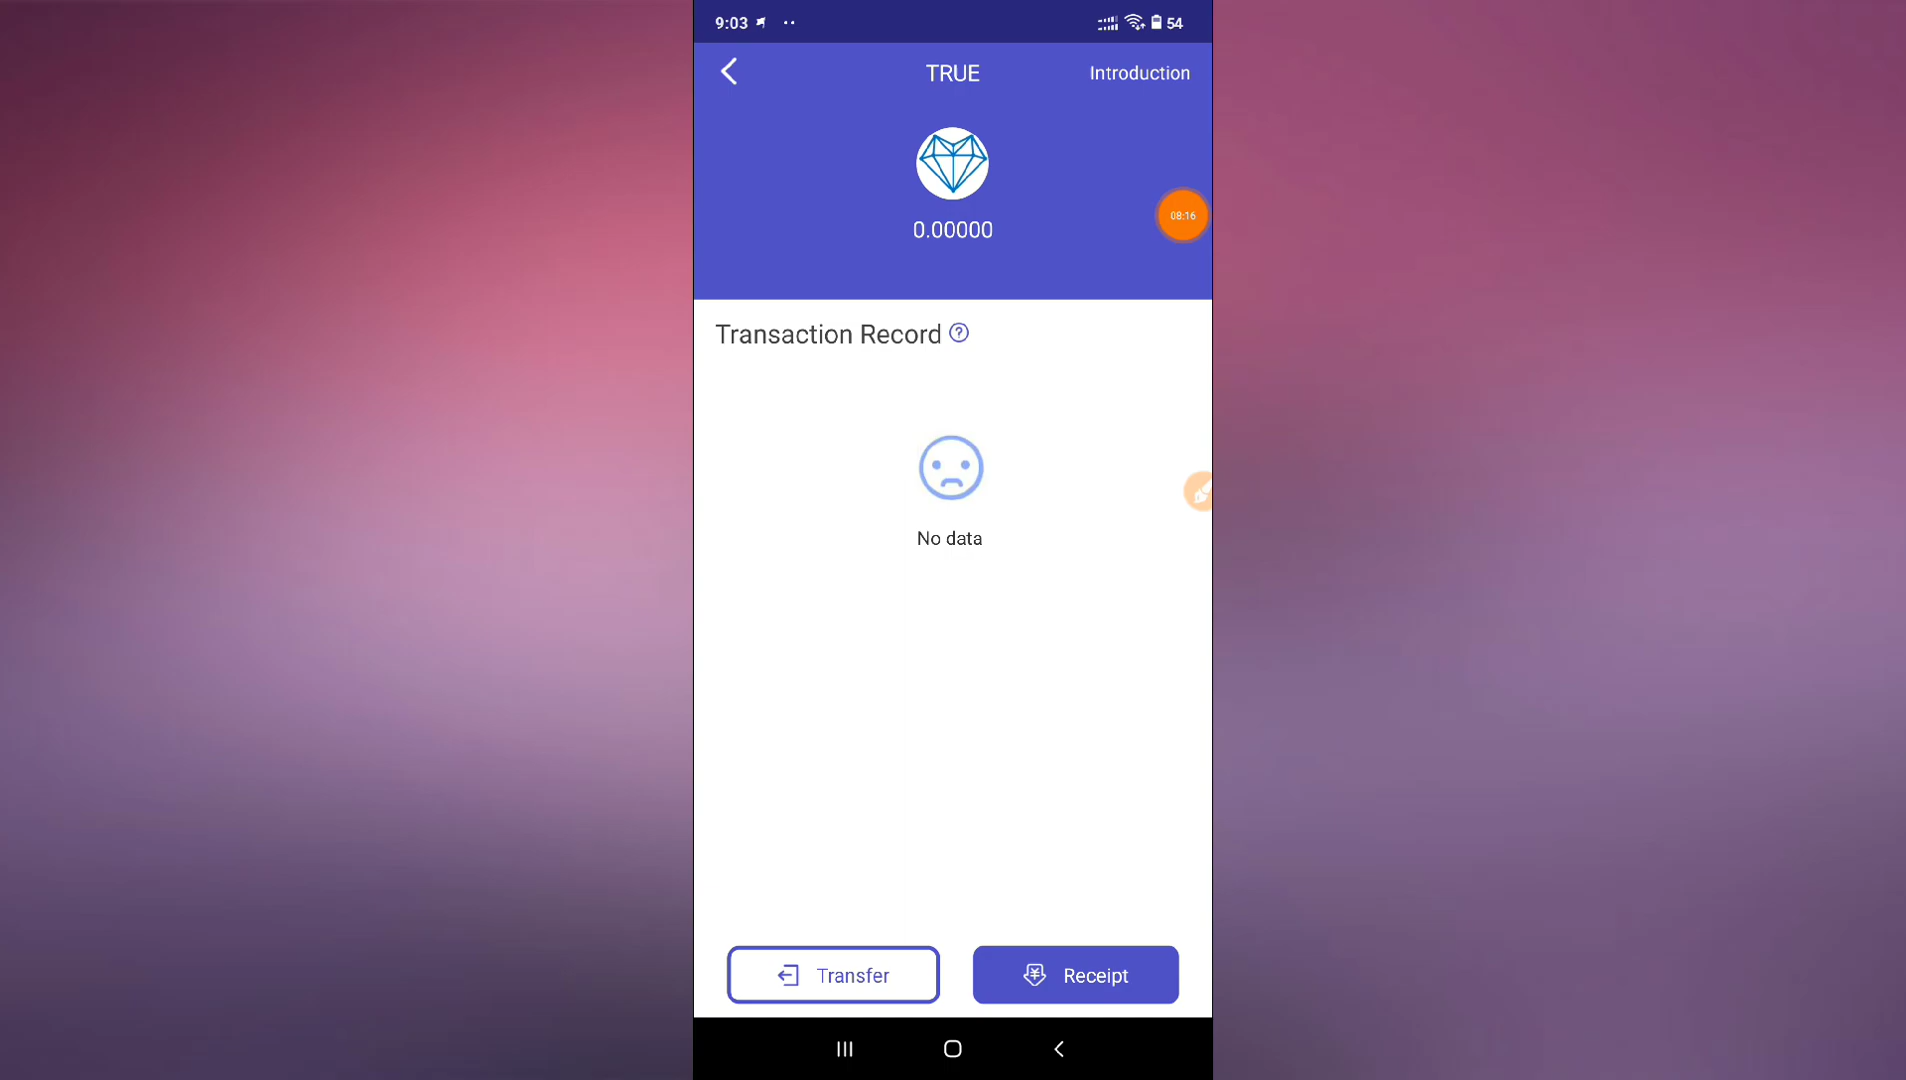 9:03 54
TRUE Introduction
0.00000
08:16
Transaction Record ?
No data
Transfer Receipt